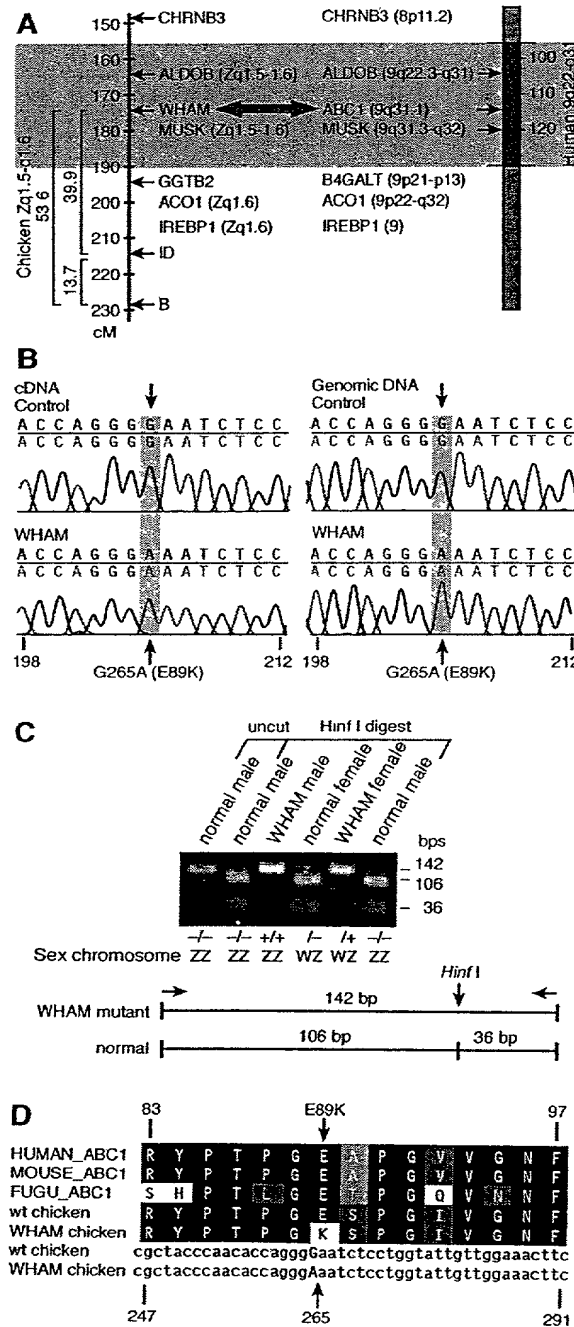 A
150
160
170
180
190
200
210
220
230
cM
Chicken Zq1.5-q1.6
53.6
39.9
13.7
CHRNB3
ALDOB (Zq1.5-1.6)
WHAM
MUSK (Zq1.5-1.6)
GGTB2
ACO1 (Zq1.6)
IREBP1 (Zq1.6)
ID
B
CHRNB3 (8p11.2)
ALDOB (9q22.3-q31)
ABC1 (9q31-1)
MUSK (9q31.3-q32)
B4GALT (9p21-p13)
ACO1 (9p22-q32)
IREBP1 (9)
100
110
120
Human 9q22-q31
B
cDNA
Control
A C C A G G G G A A T C T C C
A C C A G G G G A A T C T C C
WHAM
A C C A G G G A A A T C T C C
A C C A G G G A A A T C T C C
198
212
G265A (E89K)
Genomic DNA
Control
A C C A G G G G A A T C T C C
A C C A G G G G A A T C T C C
WHAM
A C C A G G G A A A T C T C C
A C C A G G G A A A T C T C C
198
212
G265A (E89K)
C
uncut
Hinf I digest
normal male
normal male
WHAM male
normal female
WHAM female
normal male
bps
142
106
36
–/– –/– +/+ /– /+ –/–
Sex chromosome ZZ ZZ ZZ WZ WZ ZZ
Hinf I
142 bp
WHAM mutant
106 bp 36 bp
normal
D
83 E89K 97
HUMAN_ABC1 R Y P T P G E A P G V V G N F
MOUSE_ABC1 R Y P T P G E A P G V V G N F
FUGU_ABC1 S H P T L G E T P G Q V N N F
wt chicken R Y P T P G E S P G I V G N F
WHAM chicken R Y P T P G K S P G I V G N F
wt chicken cgctacccaacaccagggGaatctcctggtattgttggaaacttc
WHAM chicken cgctacccaacaccagggAaatctcctggtattgttggaaacttc
247 265 291